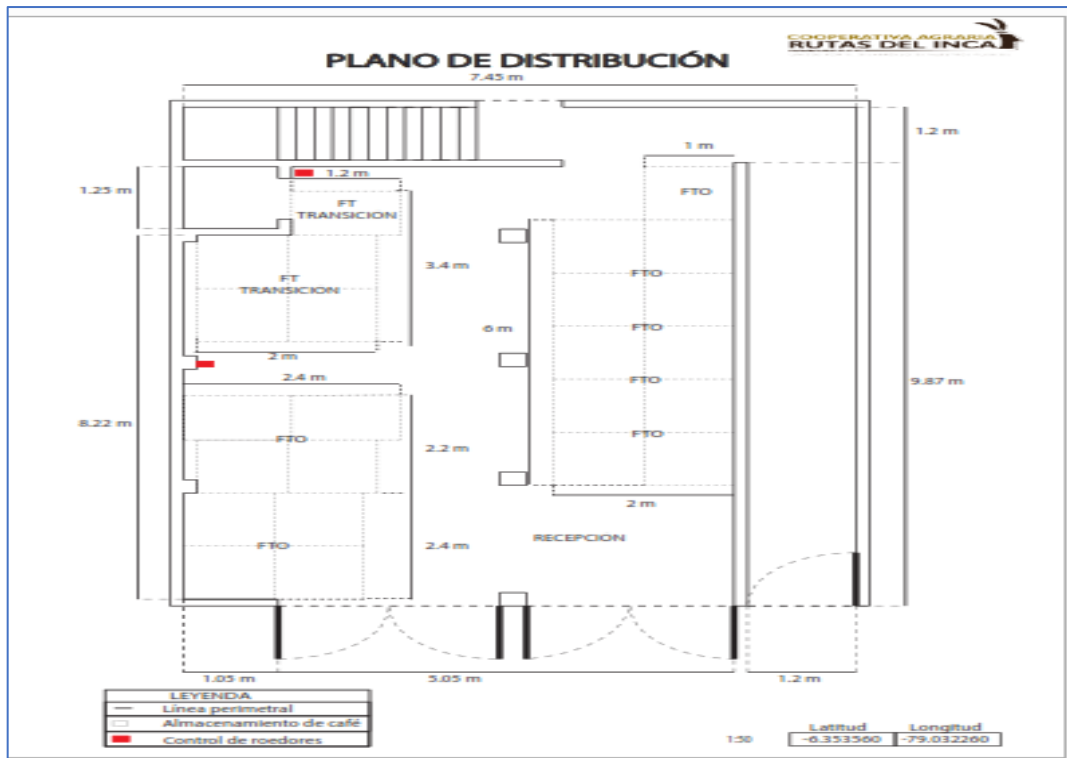 COOPERATIVA AGRARIA
RUTAS DEL INCA
PLANO DE DISTRIBUCIÓN
7.45 m
1.2 m
1 m
1.25 m
1.2 m
FT
TRANSICION
FTO
3.4 m
FTO
FT
TRANSICION
6 m
FTO
2 m
2.4 m
FTO
9.87 m
8.22 m
FTO
2.2 m
FTO
2 m
FTO
2.4 m
RECEPCION
1.05 m
5.05 m
1.2 m
LEYENDA
Línea perimetral
Almacenamiento de café
Control de roedores
1:50
Latitud Longitud
-6.353560 -79.032260